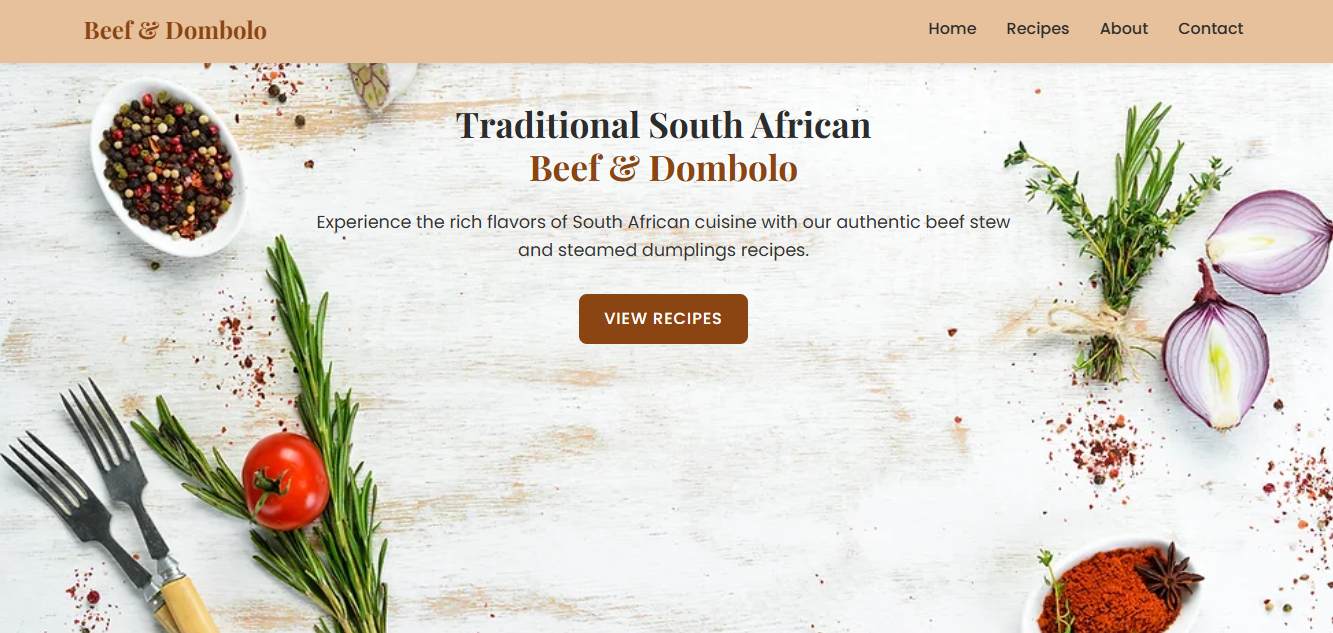 Beef & Dombolo
Home Recipes About Contact
Traditional South African
Beef & Dombolo
Experience the rich flavors of South African cuisine with our authentic beef stew
and steamed dumplings recipes.
VIEW RECIPES